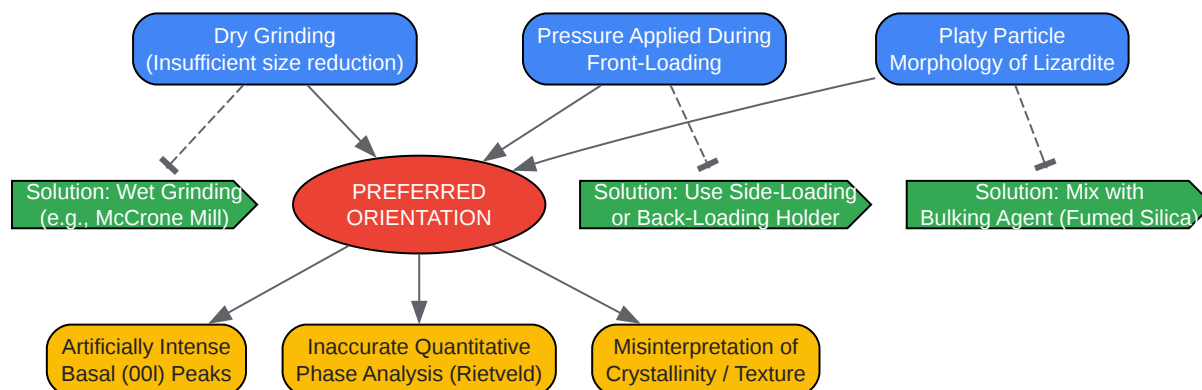 Dry Grinding
(Insufficient size reduction)
Pressure Applied During
Front-Loading
Platy Particle
Morphology of Lizardite
Solution: Wet Grinding
(e.g., McCrone Mill)
PREFERRED
ORIENTATION
Solution: Use Side-Loading
or Back-Loading Holder
Solution: Mix with
Bulking Agent (Fumed Silica)
Artificially Intense
Basal (00l) Peaks
Inaccurate Quantitative
Phase Analysis (Rietveld)
Misinterpretation of
Crystallinity / Texture